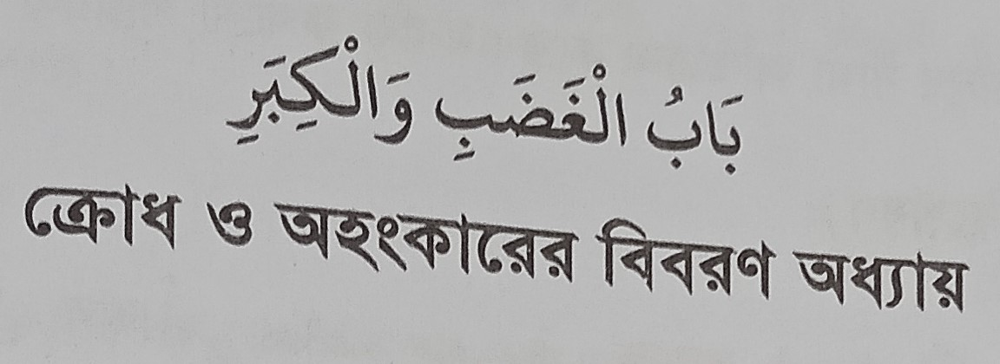 بَابُ الْغَضَبِ وَالْكِبَرِ
ক্রোধ ও অহংকারের বিবরণ অধ্যায়